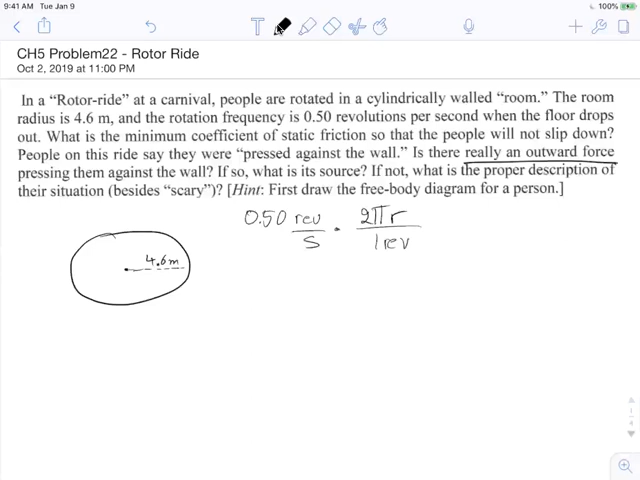 9:41 AM Tue Jan 9
100%
CH5 Problem22 - Rotor Ride
Oct 2, 2019 at 11:00 PM
In a “Rotor-ride” at a carnival, people are rotated in a cylindrically walled “room.” The room
radius is 4.6 m, and the rotation frequency is 0.50 revolutions per second when the floor drops
out. What is the minimum coefficient of static friction so that the people will not slip down?
People on this ride say they were “pressed against the wall.” Is there really an outward force
pressing them against the wall? If so, what is its source? If not, what is the proper description of
their situation (besides “scary”)? [Hint: First draw the free-body diagram for a person.]
0.50 rev/s · 2πr/1rev
4.6m